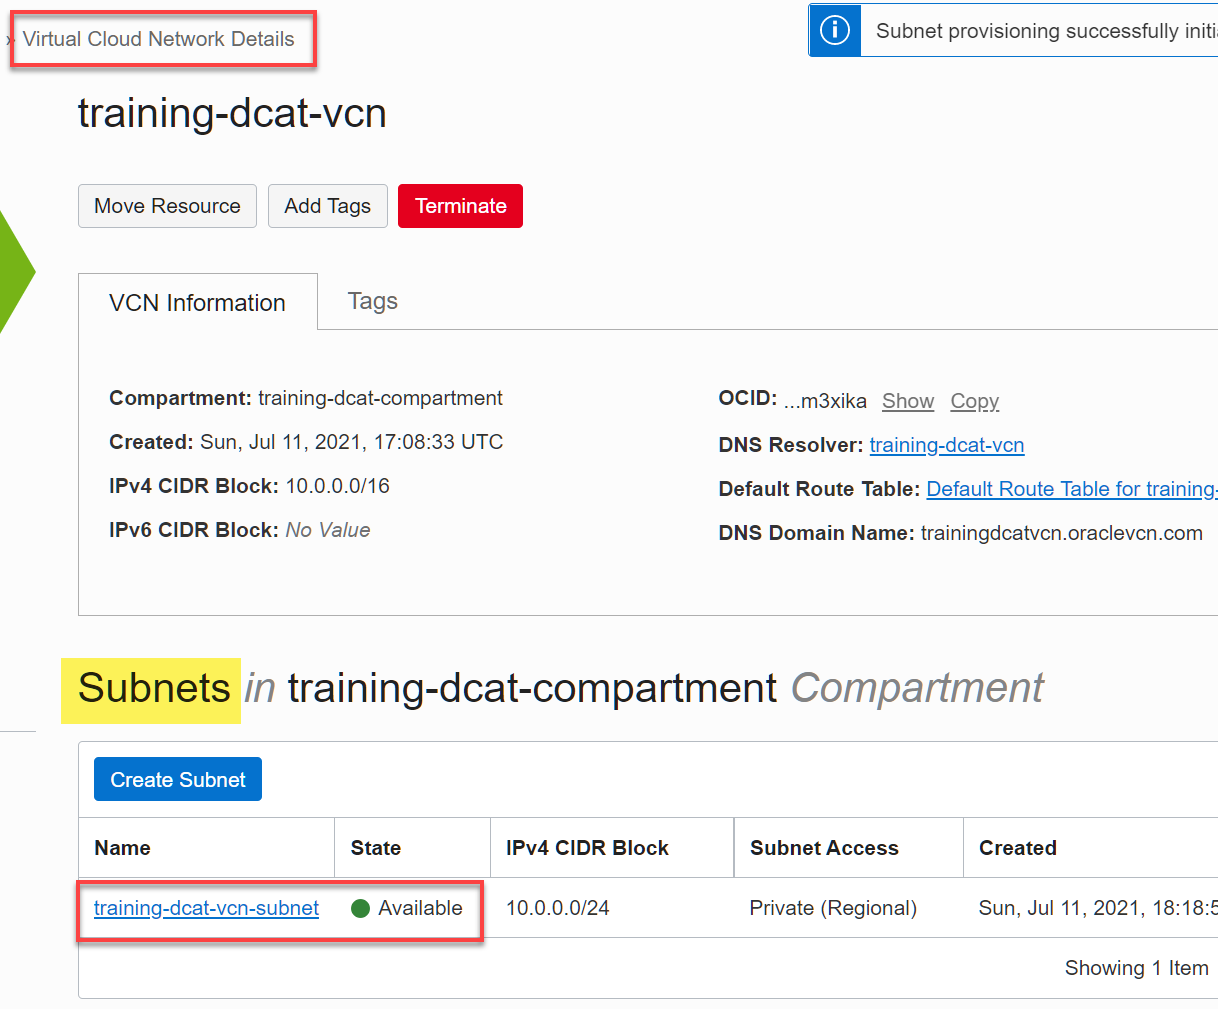 » Virtual Cloud Network Details
Subnet provisioning successfully initi
training-dcat-vcn
Move Resource Add Tags Terminate
VCN Information Tags
Compartment: training-dcat-compartment
OCID: ...m3xika Show Copy
Created: Sun, Jul 11, 2021, 17:08:33 UTC
DNS Resolver: training-dcat-vcn
IPv4 CIDR Block: 10.0.0.0/16
Default Route Table: Default Route Table for training-
IPv6 CIDR Block: No Value
DNS Domain Name: trainingdcatvcn.oraclevcn.com
Subnets in training-dcat-compartment Compartment
Create Subnet
Name State IPv4 CIDR Block Subnet Access Created
training-dcat-vcn-subnet Available 10.0.0.0/24 Private (Regional) Sun, Jul 11, 2021, 18:18:5
Showing 1 Item